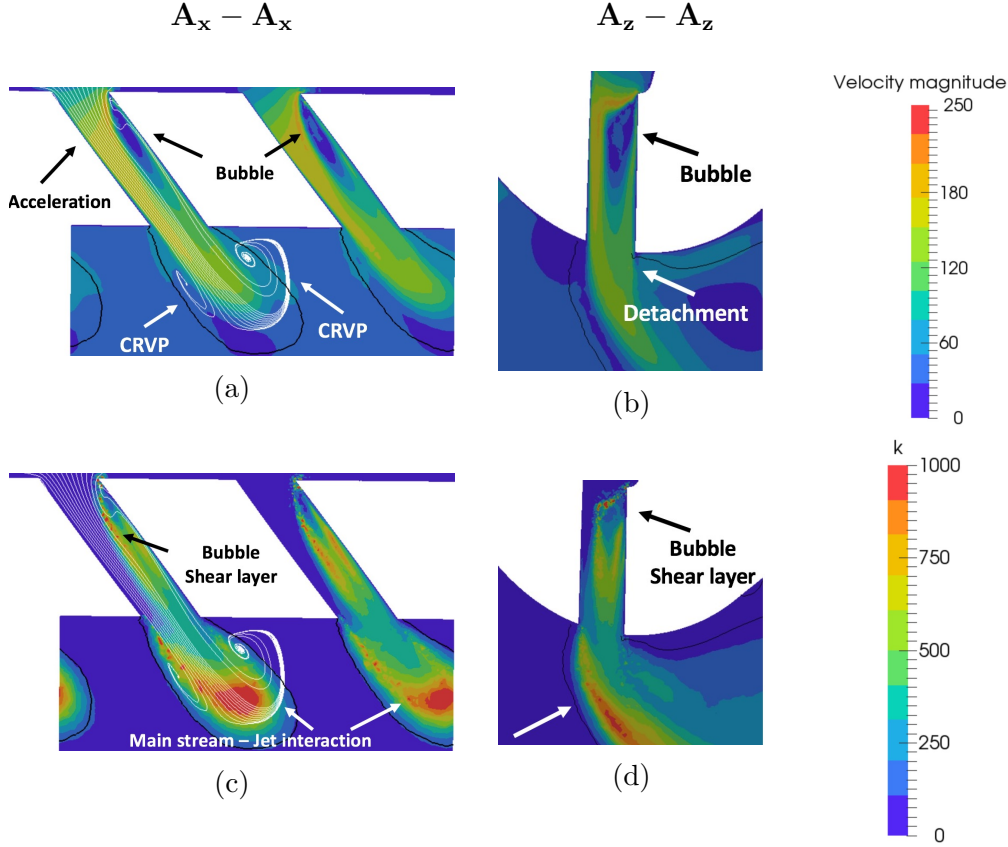 A_x − A_x
A_z − A_z
Velocity magnitude
250
180
120
60
0
Acceleration
Bubble
CRVP
CRVP
(a)
Bubble
Detachment
(b)
k
1000
750
500
250
0
Bubble
Shear layer
Main stream – Jet interaction
(c)
Bubble
Shear layer
(d)